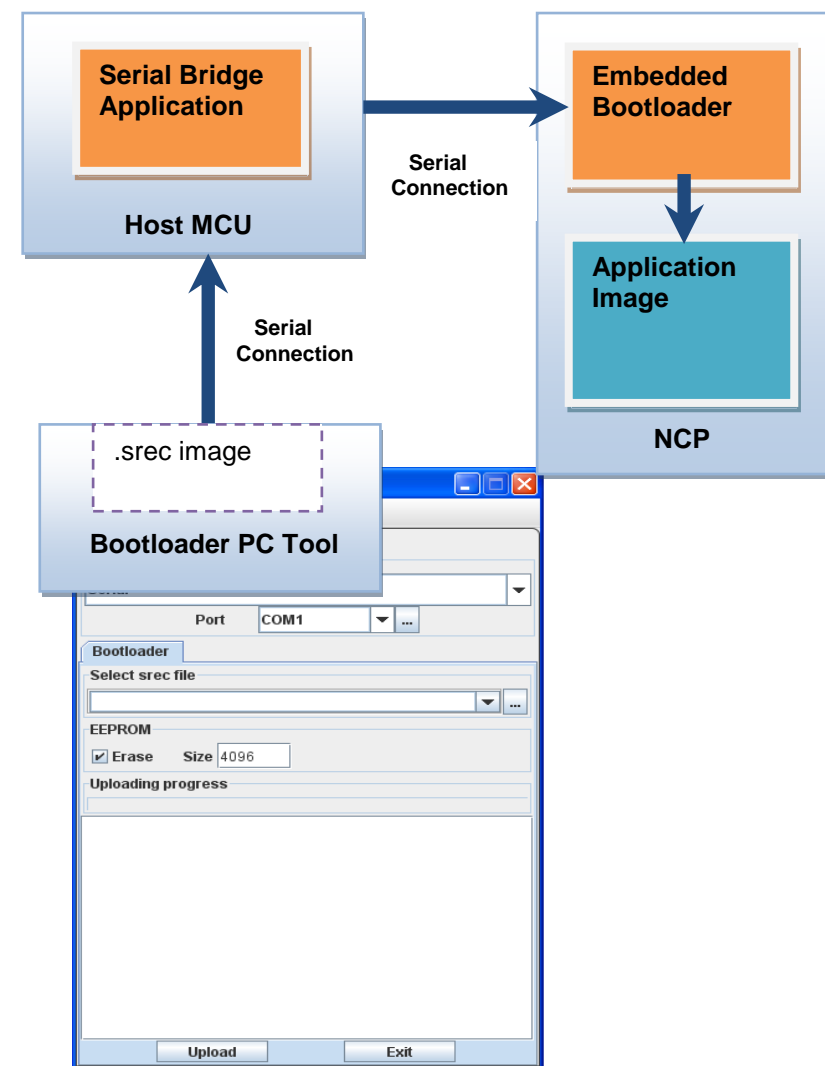 Serial Bridge
Application
Host MCU
Embedded
Bootloader
Serial
Connection
Application
Image
NCP
Serial
Connection
.srec image
Bootloader PC Tool
Port COM1 ...
Bootloader
Select srec file
...
EEPROM
Erase Size 4096
Uploading progress
Upload Exit